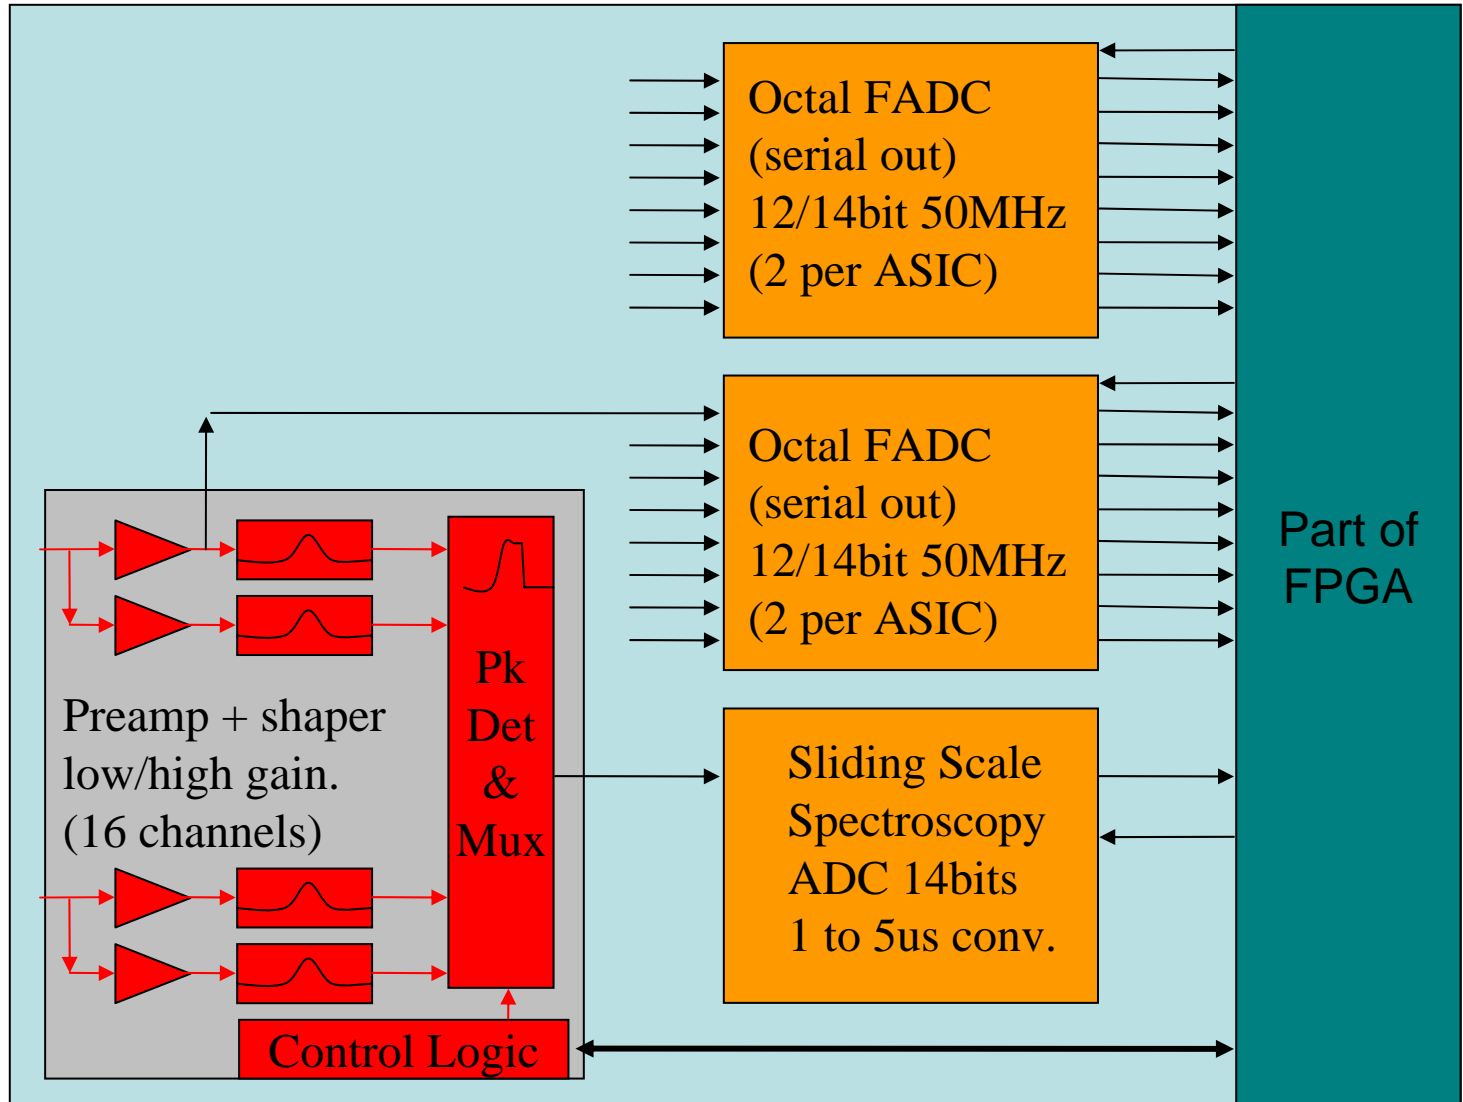 Octal FADC
(serial out)
12/14bit 50MHz
(2 per ASIC)
Octal FADC
(serial out)
12/14bit 50MHz
(2 per ASIC)
Part of
FPGA
Pk
Det
&
Mux
Preamp + shaper
low/high gain.
(16 channels)
Sliding Scale
Spectroscopy
ADC 14bits
1 to 5us conv.
Control Logic